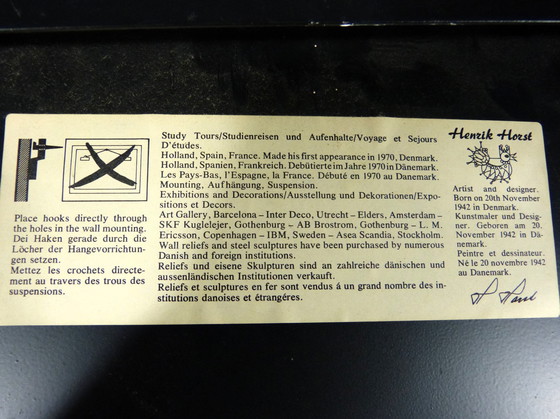 Place hooks directly through
the holes in the wall mounting.
Dei Haken gerade durch die
Löcher der Hangevorrichtun-
gen setzen.
Mettez les crochets directe-
ment au travers des trous des
suspensions.
Study Tours/Studienreisen und Aufenhalte/Voyage et Sejours
D'études.
Holland, Spain, France. Made his first appearance in 1970, Denmark.
Holland, Spanien, Frankreich. Debütierte im Jahre 1970 in Dänemark.
Les Pays-Bas, l'Espagne, la France. Débuté en 1970 au Danemark.
Mounting, Aufhängung, Suspension.
Exhibitions and Decorations/Ausstellung und Dekorationen/Expo-
sitions et Decors.
Art Gallery, Barcelona – Inter Deco, Utrecht – Elders, Amsterdam –
SKF Kuglelejer, Gothenburg – AB Brostrom, Gothenburg – L. M.
Ericsson, Copenhagen – IBM, Sweden – Asea Scandia, Stockholm.
Wall reliefs and steel sculptures have been purchased by numerous
Danish and foreign institutions.
Reliefs und eisene Skulpturen sind an zahlreiche dänischen und
aussenländischen Institutionen verkauft.
Reliefs et sculptures en fer sont vendus á un grand nombre des in-
stitutions danoises et étrangéres.
Henrik Horst
Artist and designer.
Born on 20th November
1942 in Denmark.
Kunstmaler und Desig-
ner. Geboren am 20.
November 1942 in Dä-
nemark.
Peintre et dessinateur.
Né le 20 novembre 1942
au Danemark.